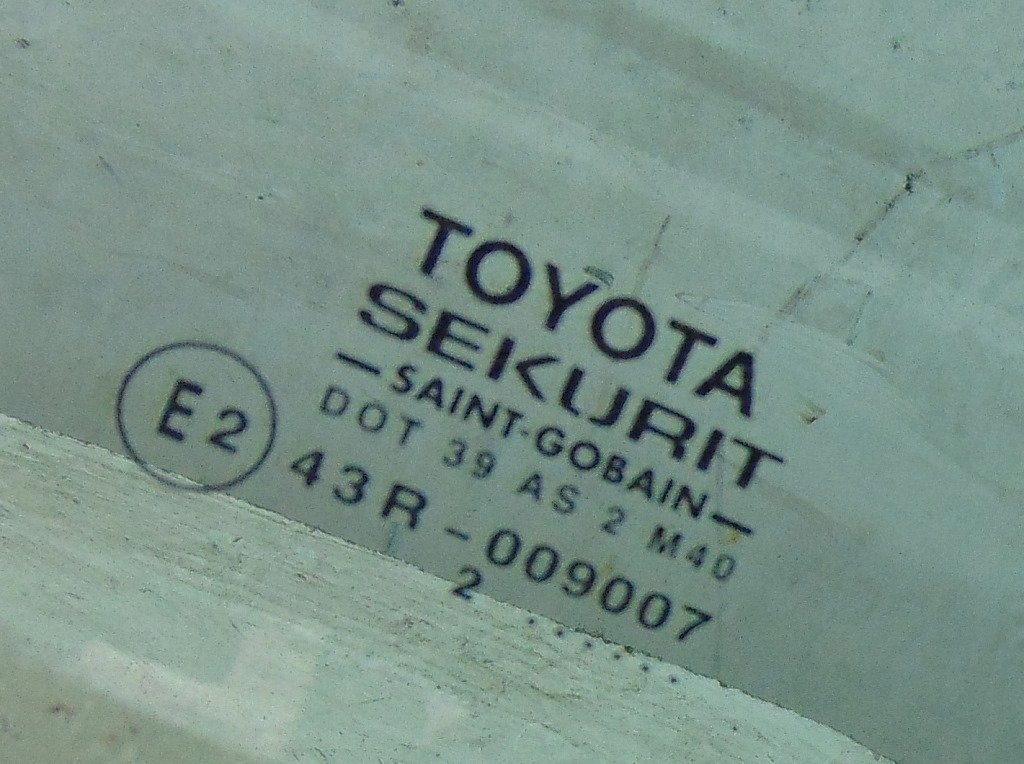 TOYOTA
SEKURIT
—SAINT-GOBAIN—
DOT 39 AS 2 M40
E2
43R - 009007
2